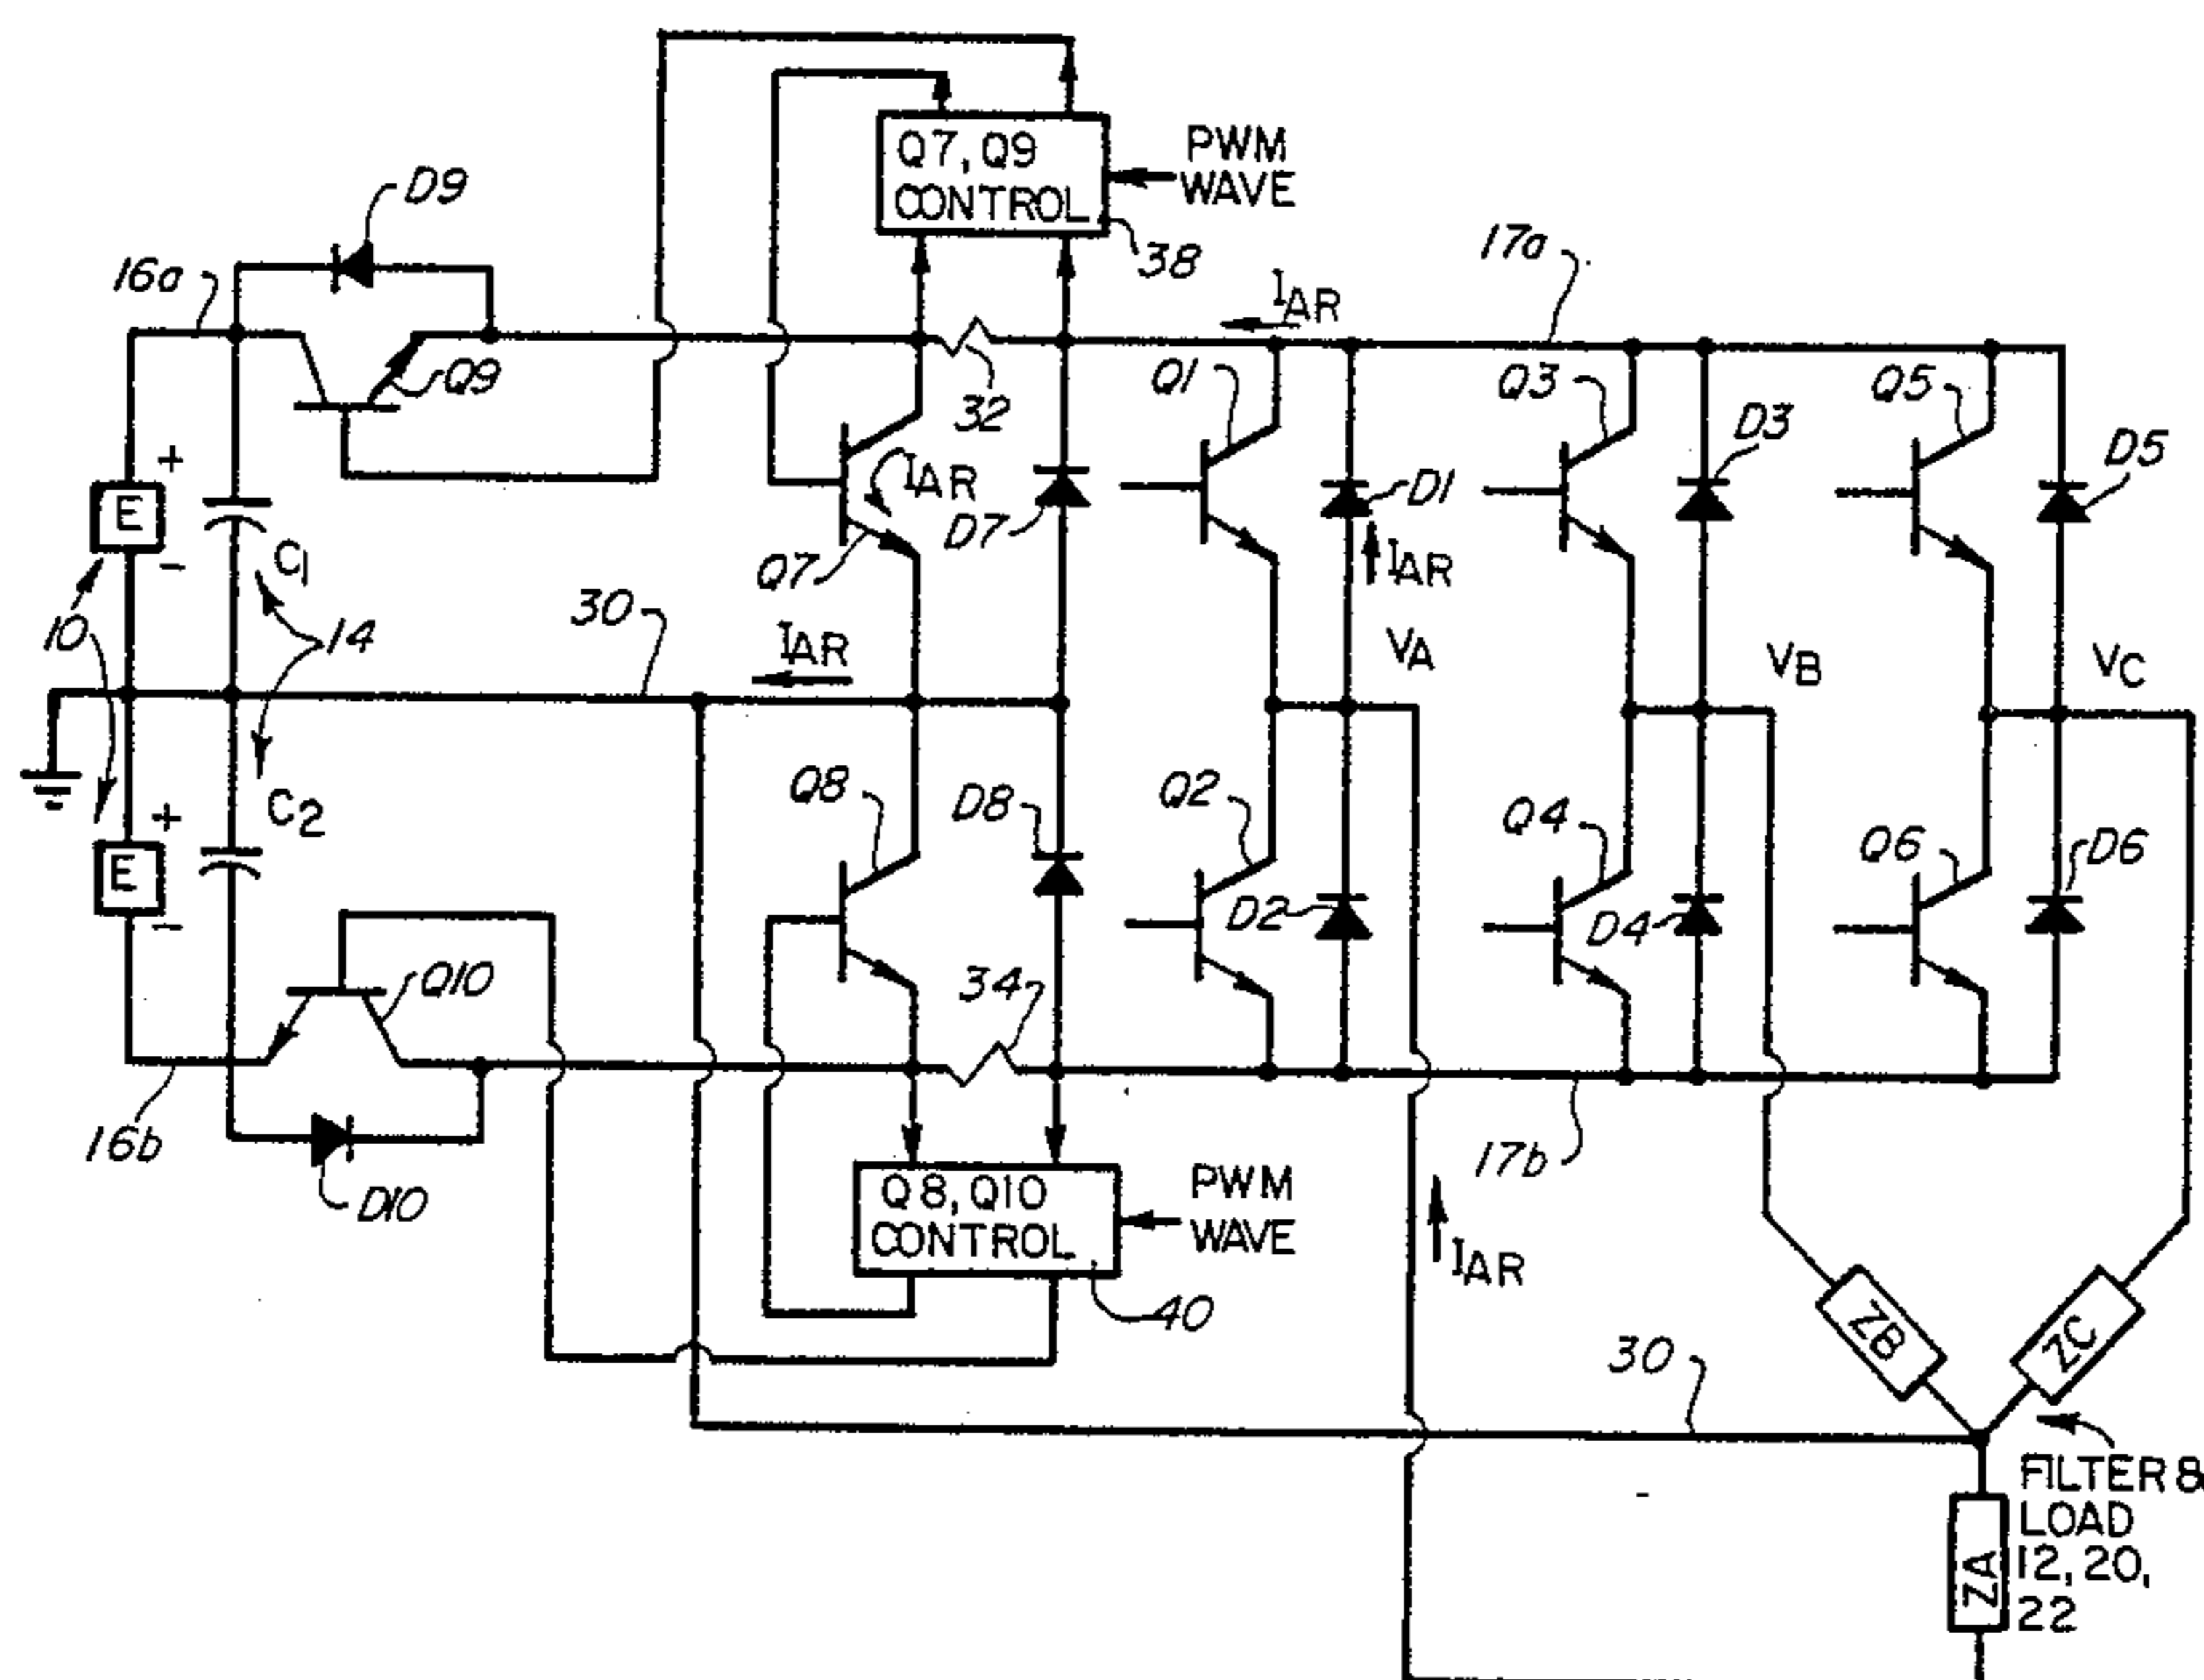 Q7, Q9
CONTROL
PWM
WAVE
38
D9
16a
17a
IAR
Q9
32
Q1
Q3
Q5
D3
D5
+
E
-
C1
IAR
D7
Q7
D1
IAR
10
14
30
IAR
VA
VB
VC
C2
+
E
-
Q8
D8
Q2
Q4
Q6
D2
D4
D6
Q10
34
16b
D10
17b
Q8, Q10
CONTROL
PWM
WAVE
40
IAR
ZB
ZC
30
FILTER &
LOAD
12, 20,
22
ZA